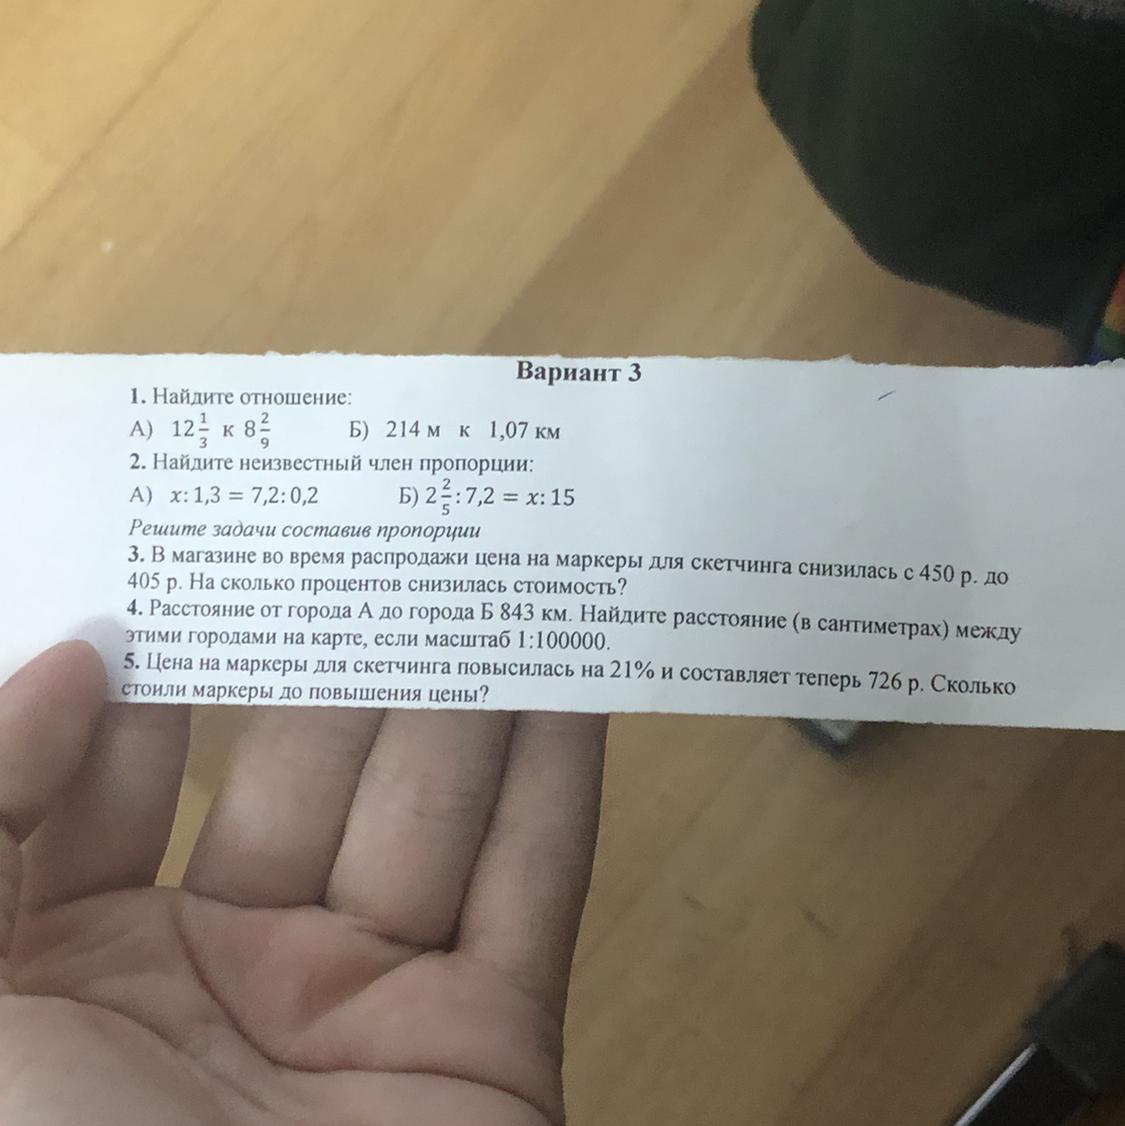 Вариант 3
1. Найдите отношение:
А) 12 1/3 к 8 2/9 Б) 214 м к 1,07 км
2. Найдите неизвестный член пропорции:
А) x: 1,3 = 7,2: 0,2 Б) 2 2/5 : 7,2 = x: 15
Решите задачи составив пропорции
3. В магазине во время распродажи цена на маркеры для скетчинга снизилась с 450 р. до
405 р. На сколько процентов снизилась стоимость?
4. Расстояние от города А до города Б 843 км. Найдите расстояние (в сантиметрах) между
этими городами на карте, если масштаб 1:100000.
5. Цена на маркеры для скетчинга повысилась на 21% и составляет теперь 726 р. Сколько
стоили маркеры до повышения цены?